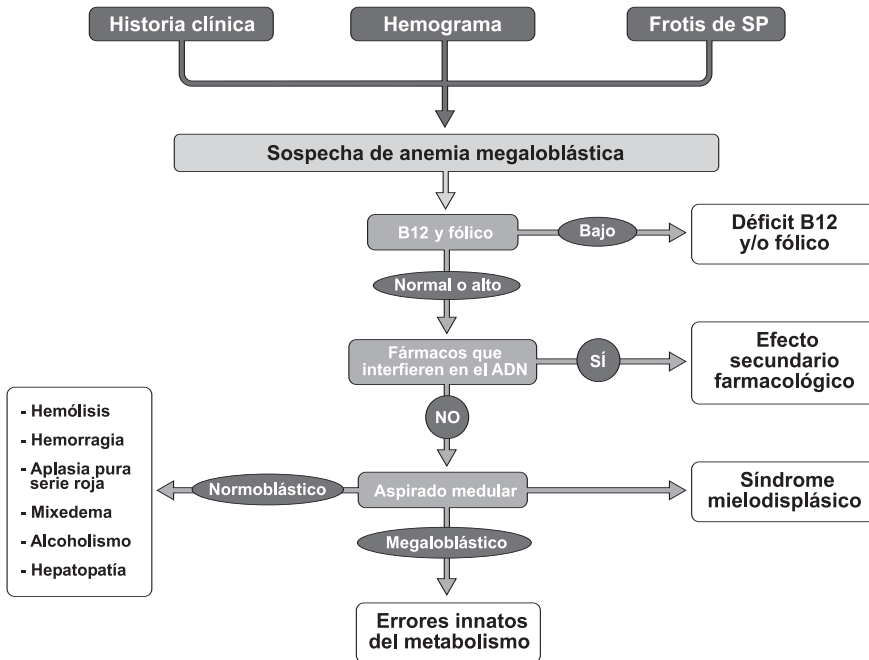 Historia clínica
Hemograma
Frotis de SP
Sospecha de anemia megaloblástica
B12 y fólico
Bajo
Déficit B12
y/o fólico
Normal o alto
Fármacos que
interfieren en el ADN
SÍ
Efecto
secundario
farmacológico
NO
- Hemólisis
- Hemorragia
- Aplasia pura
serie roja
- Mixedema
- Alcoholismo
- Hepatopatía
Normoblástico
Aspirado medular
Síndrome
mielodisplásico
Megaloblástico
Errores innatos
del metabolismo